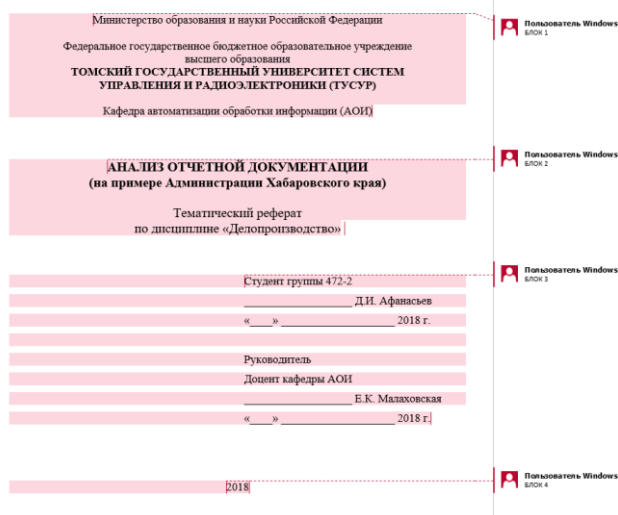 Министерство образования и науки Российской Федерации
Пользователь Windows
БЛОК 1
Федеральное государственное бюджетное образовательное учреждение
высшего образования
ТОМСКИЙ ГОСУДАРСТВЕННЫЙ УНИВЕРСИТЕТ СИСТЕМ
УПРАВЛЕНИЯ И РАДИОЭЛЕКТРОНИКИ (ТУСУР)
Кафедра автоматизации обработки информации (АОИ)
Пользователь Windows
БЛОК 2
АНАЛИЗ ОТЧЕТНОЙ ДОКУМЕНТАЦИИ
(на примере Администрации Хабаровского края)
Тематический реферат
по дисциплине «Делопроизводство»
Пользователь Windows
БЛОК 3
Студент группы 472-2
__________________ Д.И. Афанасьев
«____» ___________________ 2018 г.
Руководитель
Доцент кафедры АОИ
__________________ Е.К. Малаховская
«____» ___________________ 2018 г.
Пользователь Windows
БЛОК 4
2018